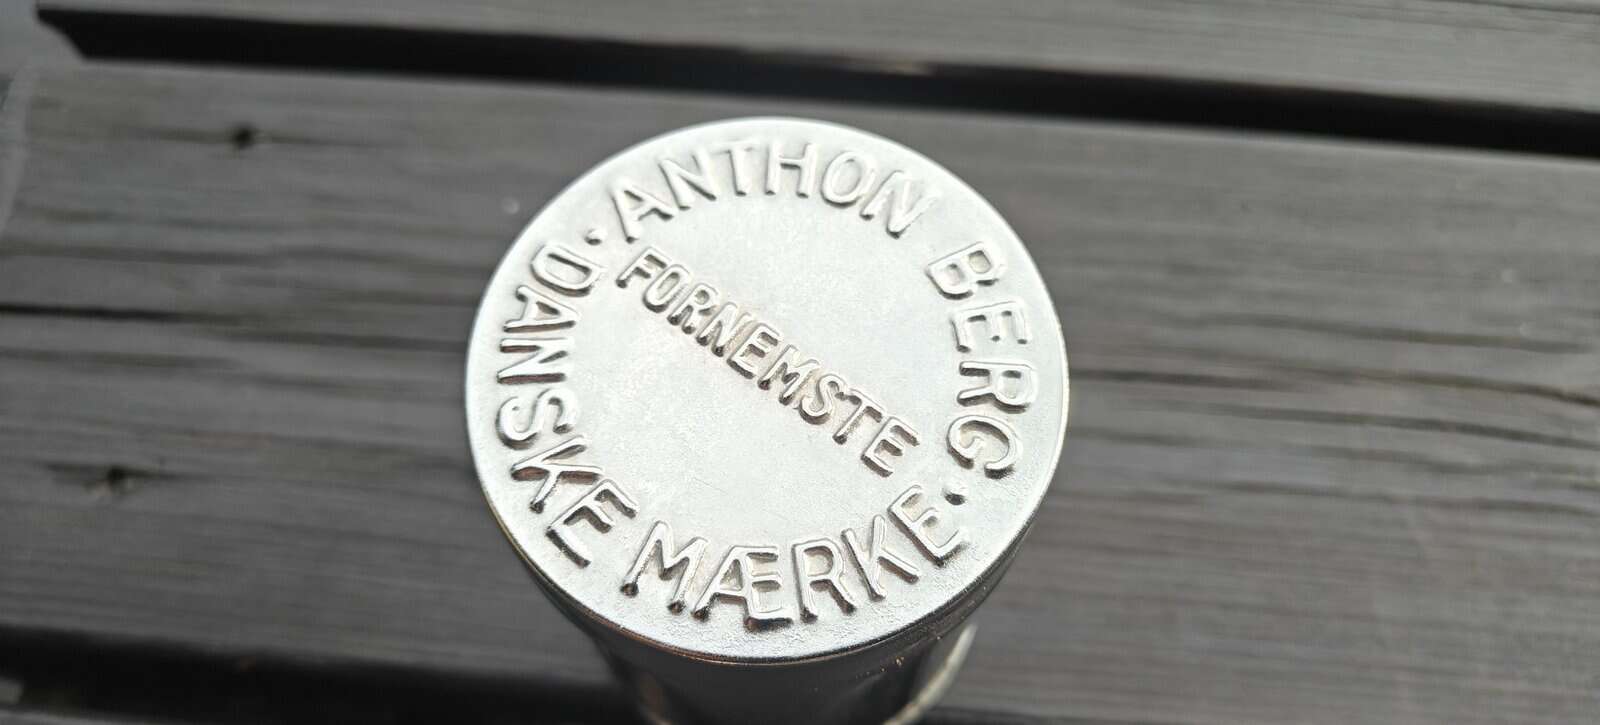 ANTHON BERG.
FORNEMSTE
.DANSKE MÆRKE.